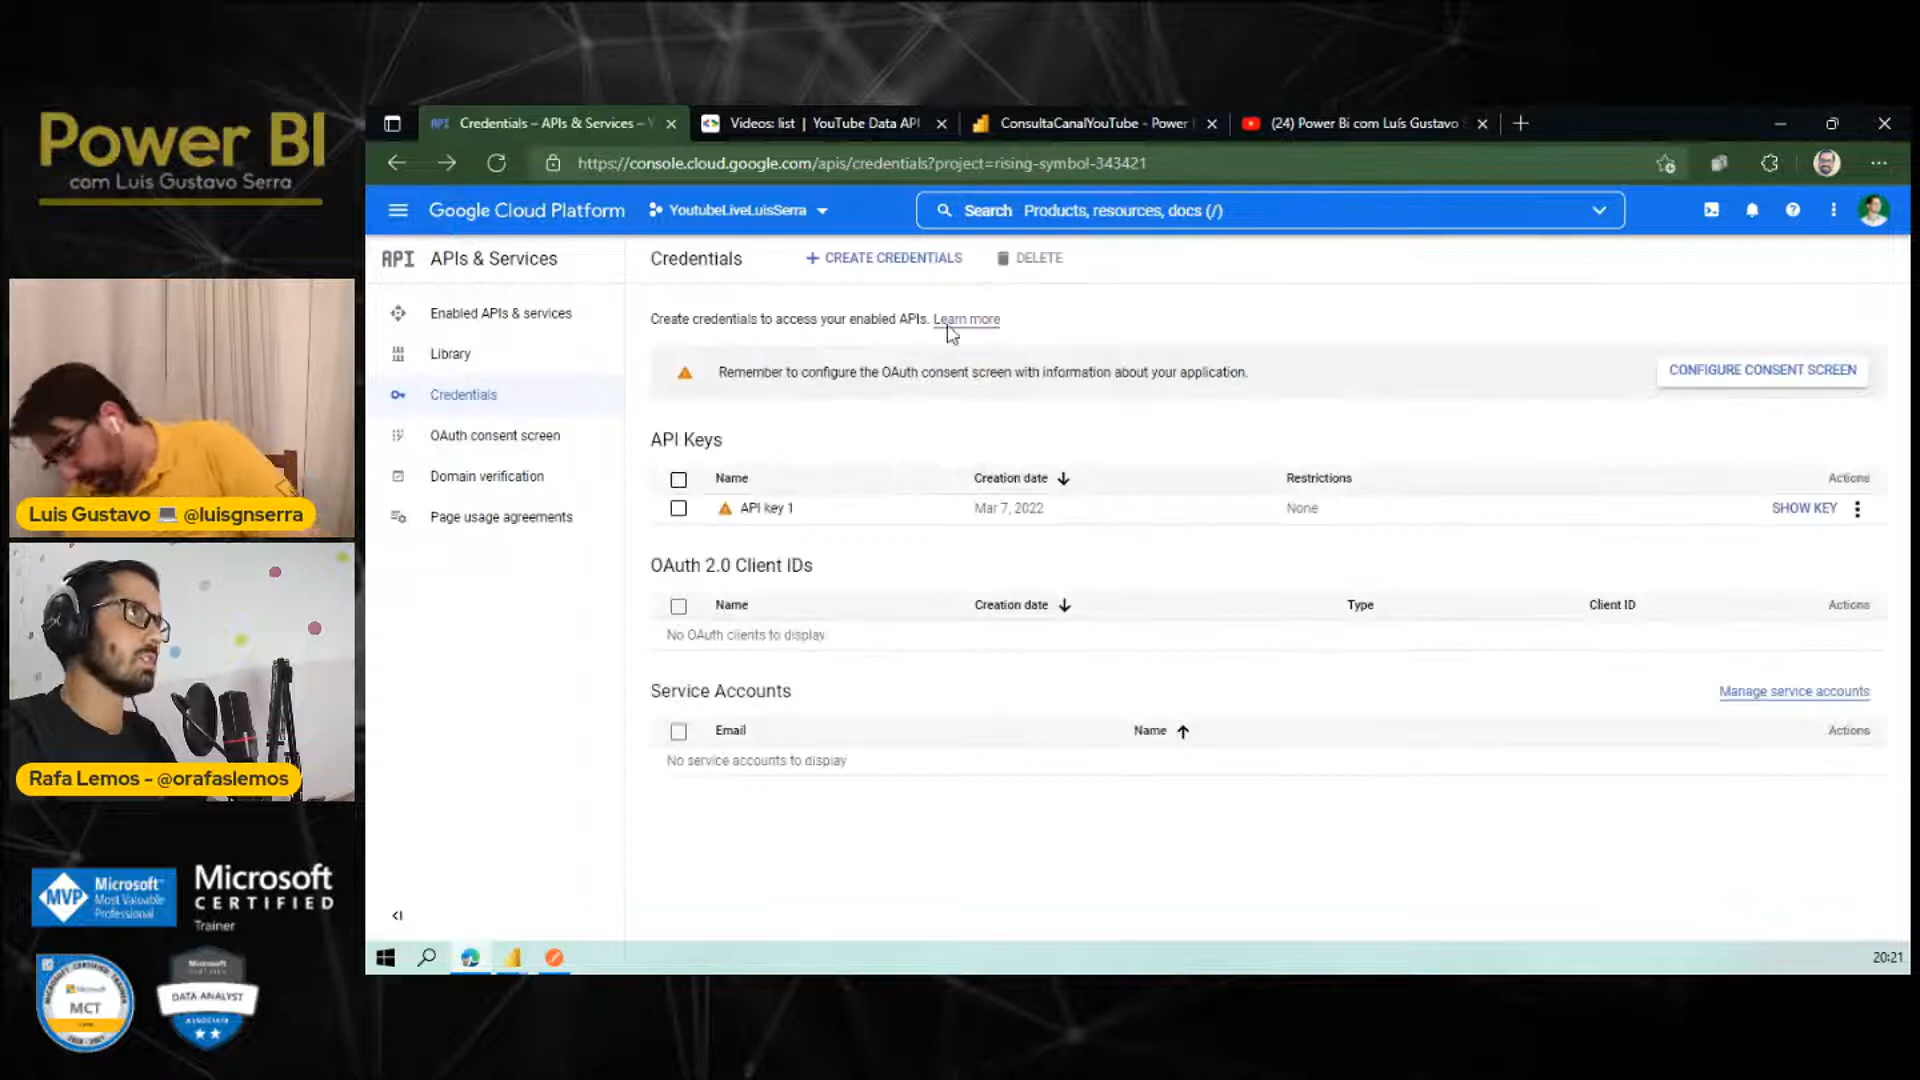 Power BI
com Luis Gustavo Serra
Luis Gustavo 💻 @luisgnserra
Rafa Lemos - @orafaslemos
MVP
Microsoft
Most Valuable
Professional
Microsoft
CERTIFIED
Trainer
Microsoft
MCT
Microsoft
DATA ANALYST
ASSOCIATE
API Credentials – APIs & Services –
Videos: list | YouTube Data API
ConsultaCanalYouTube - Power
(24) Power Bi com Luís Gustavo
https://console.cloud.google.com/apis/credentials?project=rising-symbol-343421
Google Cloud Platform
YoutubeLiveLuisSerra
Search Products, resources, docs (/)
API APIs & Services
Enabled APIs & services
Library
Credentials
OAuth consent screen
Domain verification
Page usage agreements
Credentials
+ CREATE CREDENTIALS
DELETE
Create credentials to access your enabled APIs. Learn more
Remember to configure the OAuth consent screen with information about your application.
CONFIGURE CONSENT SCREEN
API Keys
Name Creation date Restrictions Actions
API key 1 Mar 7, 2022 None SHOW KEY
OAuth 2.0 Client IDs
Name Creation date Type Client ID Actions
No OAuth clients to display
Service Accounts
Manage service accounts
Email Name Actions
No service accounts to display
20:21